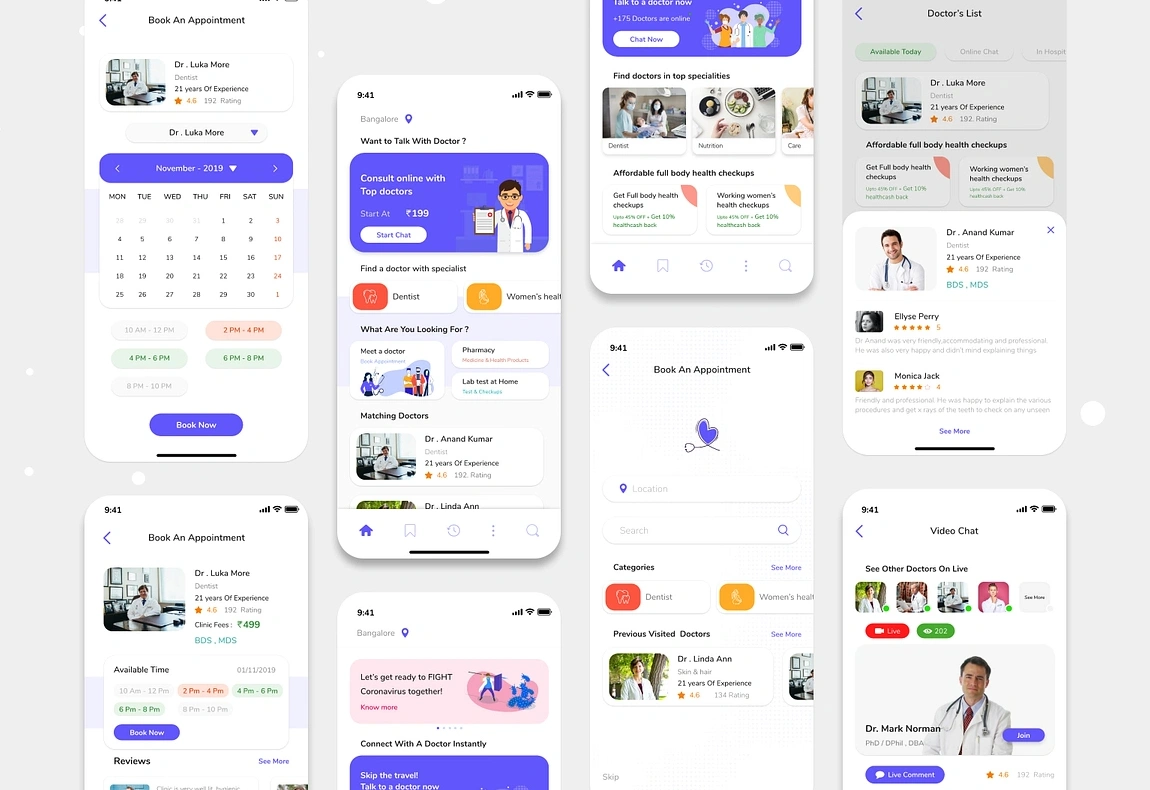 9:41
Book An Appointment
Dr . Luka More
Dentist
21 years Of Experience
4.6 192 Rating
Dr . Luka More
November - 2019
MON TUE WED THU FRI SAT SUN
28 29 30 31 1 2 3
4 5 6 7 8 9 10
11 12 13 14 15 16 17
18 19 20 21 22 23 24
25 26 27 28 29 30 1
10 AM - 12 PM
2 PM - 4 PM
4 PM - 6 PM
6 PM - 8 PM
8 PM - 10 PM
Book Now
9:41
Book An Appointment
Dr . Luka More
Dentist
21 years Of Experience
4.6 192 Rating
Clinic Fees : ₹499
BDS , MDS
Available Time 01/11/2019
10 Am - 12 Pm 2 Pm - 4 Pm 4 Pm - 6 Pm
6 Pm - 8 Pm 8 Pm - 10 Pm
Book Now
Reviews See More
Clinic is very lit, hygienic
9:41
Bangalore
Want to Talk With Doctor ?
Consult online with
Top doctors
Start At ₹199
Start Chat
Find a doctor with specialist
Dentist
Women's healt
What Are You Looking For ?
Meet a doctor
Book Appointment
Pharmacy
Medicine & Health Products
Lab test at Home
Test & Checkups
Matching Doctors
Dr . Anand Kumar
Dentist
21 years Of Experience
4.6 192, Rating
Dr . Linda Ann
9:41
Bangalore
Let's get ready to FIGHT
Coronavirus together!
Know more
Connect With A Doctor Instantly
Skip the travel!
Talk to a doctor now
Talk to a doctor now
+175 Doctors are online
Chat Now
Find doctors in top specialities
Dentist
Nutrition
Care
Affordable full body health checkups
Get Full body health
checkups
Upto 45% OFF + Get 10%
healthcash back
Working women's
health checkups
Upto 45% OFF + Get 10%
healthcash back
9:41
Book An Appointment
Location
Search
Categories See More
Dentist
Women's healt
Previous Visited Doctors See More
Dr . Linda Ann
Skin & hair
21 years Of Experience
4.6 134 Rating
Skip
Doctor's List
Available Today
Online Chat
In Hospit
Dr . Luka More
Dentist
21 years Of Experience
4.6 192 Rating
Affordable full body health checkups
Get Full body health
checkups
Upto 45% OFF + Get 10%
healthcash back
Working women's
health checkups
Upto 45% OFF + Get 10%
healthcash back
Dr . Anand Kumar
Dentist
21 years Of Experience
4.6 192 Rating
BDS , MDS
Ellyse Perry
5
Dr Anand was very friendly,accommodating and professional.
He was also very happy and didn't mind explaining things
Monica Jack
4
Friendly and professional. He was happy to explain the various
procedures and get x rays of the teeth to check on any unseen
See More
9:41
Video Chat
See Other Doctors On Live
See More
Live
202
Dr. Mark Norman
PhD / DPhil , DBA
Join
Live Comment
4.6 192 Rating